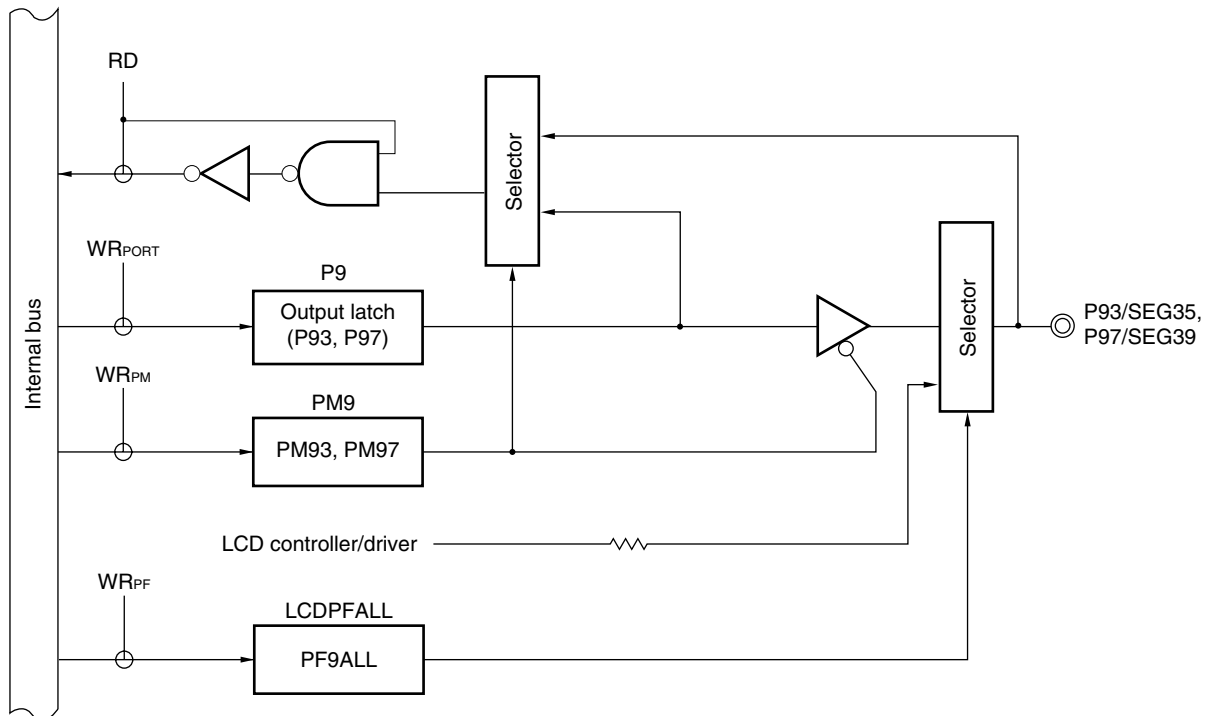 RD
Selector
WRPORT
P9
Output latch
(P93, P97)
Internal bus
Selector
P93/SEG35,
P97/SEG39
WRPM
PM9
PM93, PM97
LCD controller/driver
WRPF
LCDPFALL
PF9ALL